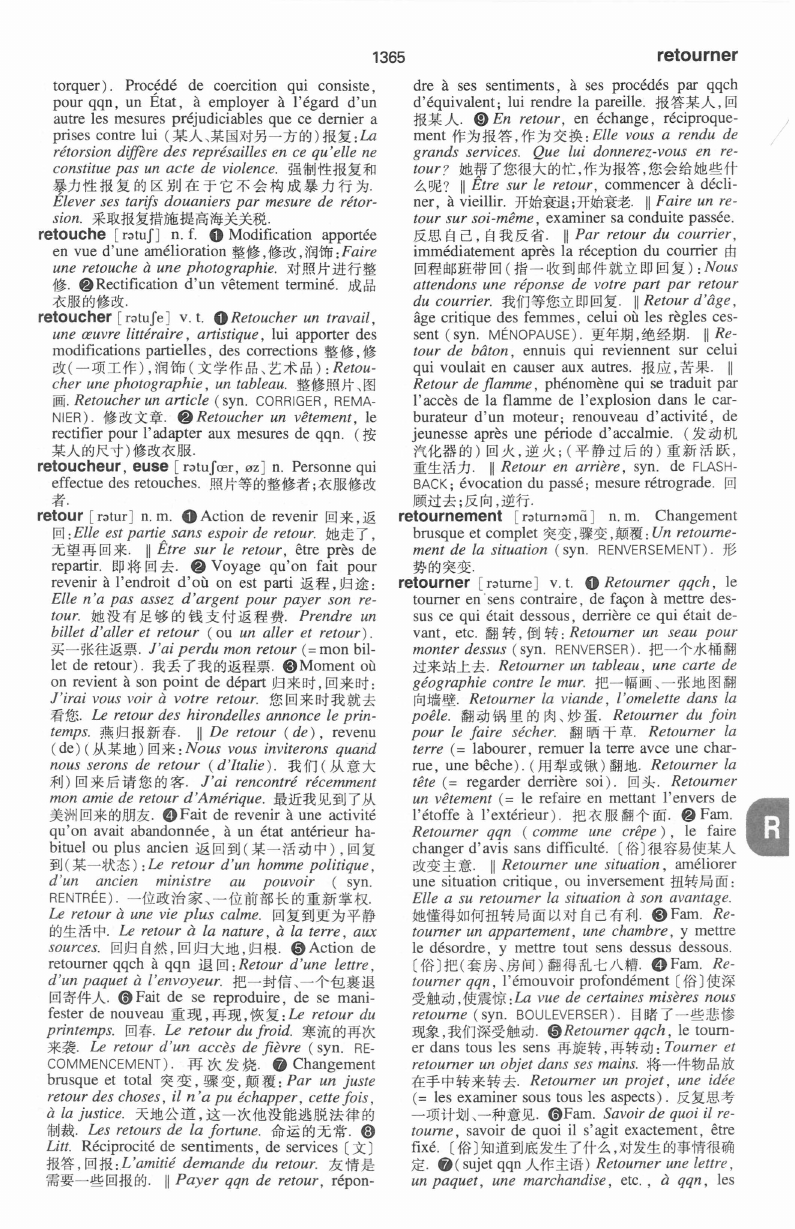 1365
retourner
torquer). Procédé de coercition qui consiste,
pour qqn, un État, à employer à l'égard d'un
autre les mesures préjudiciables que ce dernier a
prises contre lui (某人、某国对另一方的)报复:La
rétorsion diffère des représailles en ce qu'elle ne
constitue pas un acte de violence. 强制性报复和
暴力性报复的区别在于它不会构成暴力行为.
Élever ses tarifs douaniers par mesure de rétor-
sion. 采取报复措施提高海关关税.
retouche [rətuʃ] n. f. ❶ Modification apportée
en vue d'une amélioration 整修,修改,润饰:Faire
une retouche à une photographie. 对照片进行整
修. ❷Rectification d'un vêtement terminé. 成品
衣服的修改.
retoucher [rətuʃe] v. t. ❶Retoucher un travail,
une œuvre littéraire, artistique, lui apporter des
modifications partielles, des corrections 整修,修
改(一项工作),润饰(文学作品、艺术品):Retou-
cher une photographie, un tableau. 整修照片、图
画. Retoucher un article (syn. CORRIGER, REMA-
NIER). 修改文章. ❷Retoucher un vêtement, le
rectifier pour l'adapter aux mesures de qqn. (按
某人的尺寸)修改衣服.
retoucheur, euse [rətuʃœr, øz] n. Personne qui
effectue des retouches. 照片等的整修者;衣服修改
者.
retour [rətur] n. m. ❶Action de revenir 回来,返
回:Elle est partie sans espoir de retour. 她走了,
无望再回来. ‖ Être sur le retour, être près de
repartir. 即将回去. ❷ Voyage qu'on fait pour
revenir à l'endroit d'où on est parti 返程,归途:
Elle n'a pas assez d'argent pour payer son re-
tour. 她没有足够的钱支付返程费. Prendre un
billet d'aller et retour (ou un aller et retour).
买一张往返票. J'ai perdu mon retour (=mon bil-
let de retour). 我丢了我的返程票. ❸Moment où
on revient à son point de départ 归来时,回来时:
J'irai vous voir à votre retour. 您回来时我就去
看您. Le retour des hirondelles annonce le prin-
temps. 燕归报新春. ‖ De retour (de), revenu
(de)(从某地)回来:Nous vous inviterons quand
nous serons de retour (d'Italie). 我们(从意大
利)回来后请您的客. J'ai rencontré récemment
mon amie de retour d'Amérique. 最近我见到了从
美洲回来的朋友. ❹Fait de revenir à une activité
qu'on avait abandonnée, à un état antérieur ha-
bituel ou plus ancien 返回到(某一活动中),回复
到(某一状态):Le retour d'un homme politique,
d'un ancien ministre au pouvoir ( syn.
RENTRÉE). 一位政治家、一位前部长的重新掌权.
Le retour à une vie plus calme. 回复到更为平静
的生活中. Le retour à la nature, à la terre, aux
sources. 回归自然,回归大地,归根. ❺Action de
retourner qqch à qqn 退回:Retour d'une lettre,
d'un paquet à l'envoyeur. 把一封信、一个包裹退
回寄件人. ❻Fait de se reproduire, de se mani-
fester de nouveau 重现,再现,恢复:Le retour du
printemps. 回春. Le retour du froid. 寒流的再次
来袭. Le retour d'un accès de fièvre (syn. RE-
COMMENCEMENT). 再次发烧. ❼ Changement
brusque et total 突变,骤变,颠覆:Par un juste
retour des choses, il n'a pu échapper, cette fois,
à la justice. 天地公道,这一次他没能逃脱法律的
制裁. Les retours de la fortune. 命运的无常. ❽
Litt. Réciprocité de sentiments, de services [文]
报答,回报:L'amitié demande du retour. 友情是
需要一些回报的. ‖ Payer qqn de retour, répon-
dre à ses sentiments, à ses procédés par qqch
d'équivalent; lui rendre la pareille. 报答某人,回
报某人. ❾ En retour, en échange, réciproque-
ment 作为报答,作为交换:Elle vous a rendu de
grands services. Que lui donnerez-vous en re-
tour? 她帮了您很大的忙,作为报答,您会给她些什
么呢? ‖ Être sur le retour, commencer à décli-
ner, à vieillir. 开始衰退;开始衰老. ‖ Faire un re-
tour sur soi-même, examiner sa conduite passée.
反思自己,自我反省. ‖ Par retour du courrier,
immédiatement après la réception du courrier 由
回程邮班带回(指一收到邮件就立即回复):Nous
attendons une réponse de votre part par retour
du courrier. 我们等您立即回复. ‖ Retour d'âge,
âge critique des femmes, celui où les règles ces-
sent (syn. MÉNOPAUSE). 更年期,绝经期. ‖ Re-
tour de bâton, ennuis qui reviennent sur celui
qui voulait en causer aux autres. 报应,苦果. ‖
Retour de flamme, phénomène qui se traduit par
l'accès de la flamme de l'explosion dans le car-
burateur d'un moteur; renouveau d'activité, de
jeunesse après une période d'accalmie. (发动机
汽化器的)回火,逆火;(平静过后的)重新活跃,
重生活力. ‖ Retour en arrière, syn. de FLASH-
BACK; évocation du passé; mesure rétrograde. 回
顾过去;反向,逆行.
retournement [rəturnəmɑ̃] n. m. Changement
brusque et complet 突变,骤变,颠覆:Un retourne-
ment de la situation (syn. RENVERSEMENT). 形
势的突变.
retourner [rəturne] v. t. ❶ Retourner qqch, le
tourner en sens contraire, de façon à mettre des-
sus ce qui était dessous, derrière ce qui était de-
vant, etc. 翻转,倒转:Retourner un seau pour
monter dessus (syn. RENVERSER). 把一个水桶翻
过来站上去. Retourner un tableau, une carte de
géographie contre le mur. 把一幅画、一张地图翻
向墙壁. Retourner la viande, l'omelette dans la
poêle. 翻动锅里的肉、炒蛋. Retourner du foin
pour le faire sécher. 翻晒干草. Retourner la
terre (= labourer, remuer la terre avce une char-
rue, une bêche). (用犁或锹)翻地. Retourner la
tête (= regarder derrière soi). 回头. Retourner
un vêtement (= le refaire en mettant l'envers de
l'étoffe à l'extérieur). 把衣服翻个面. ❷ Fam.
Retourner qqn (comme une crêpe), le faire
changer d'avis sans difficulté. [俗]很容易使某人
改变主意. ‖ Retourner une situation, améliorer
une situation critique, ou inversement 扭转局面:
Elle a su retourner la situation à son avantage.
她懂得如何扭转局面以对自己有利. ❸Fam. Re-
tourner un appartement, une chambre, y mettre
le désordre, y mettre tout sens dessus dessous.
[俗]把(套房、房间)翻得乱七八糟. ❹Fam. Re-
tourner qqn, l'émouvoir profondément [俗]使深
受触动,使震惊:La vue de certaines misères nous
retourne (syn. BOULEVERSER). 目睹了一些悲惨
现象,我们深受触动. ❺Retourner qqch, le tourn-
er dans tous les sens 再旋转,再转动:Tourner et
retourner un objet dans ses mains. 将一件物品放
在手中转来转去. Retourner un projet, une idée
(= les examiner sous tous les aspects). 反复思考
一项计划、一种意见. ❻Fam. Savoir de quoi il re-
tourne, savoir de quoi il s'agit exactement, être
fixé. [俗]知道到底发生了什么,对发生的事情很确
定. ❼(sujet qqn 人作主语) Retourner une lettre,
un paquet, une marchandise, etc., à qqn, les
R